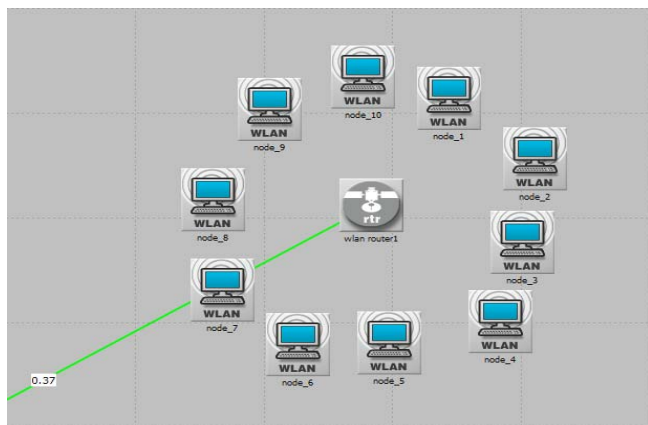 WLAN
node_10
WLAN
node_1
WLAN
node_9
WLAN
node_2
WLAN
node_8
rtr
wlan router1
WLAN
node_3
WLAN
node_7
WLAN
node_4
WLAN
node_6
WLAN
node_5
0.37